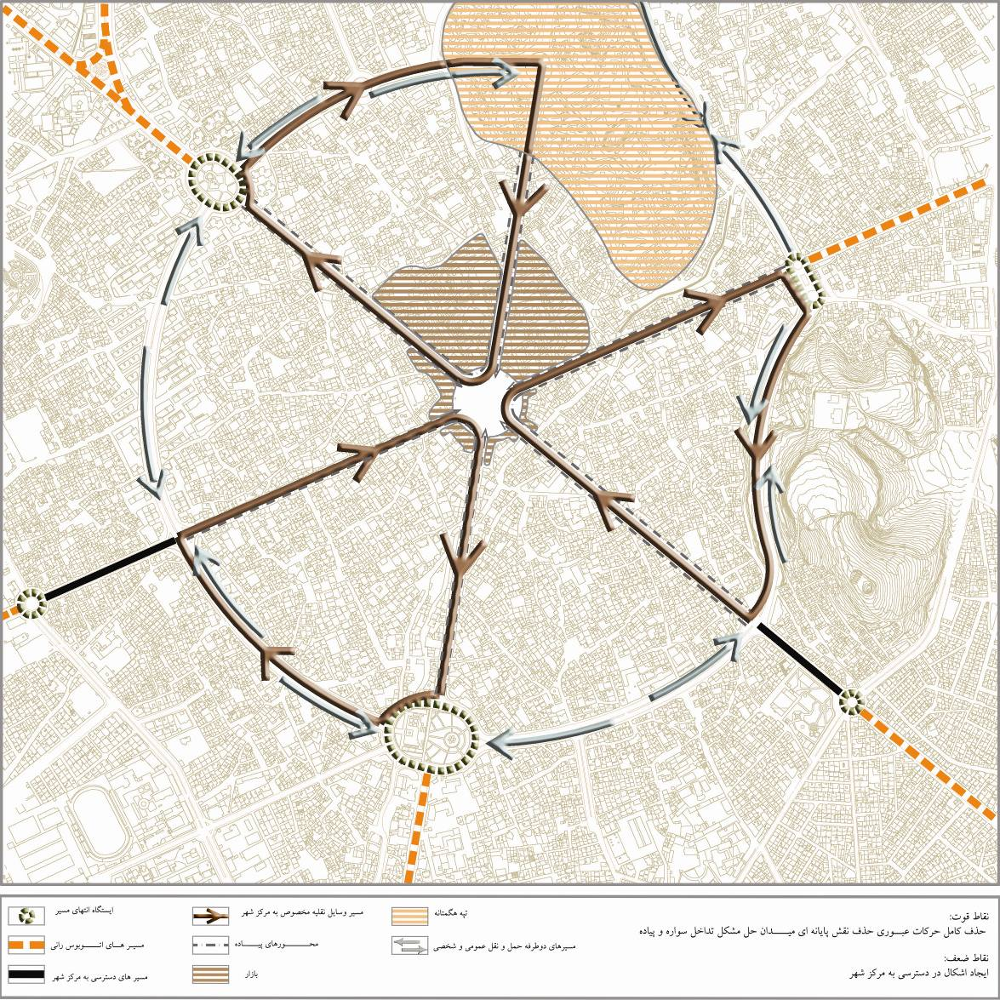 نقاط قوت:
حذف کامل حرکات عبوری حذف نقش پایانه ای میدان حل مشکل تداخل سواره و پیاده
نقاط ضعف:
ایجاد اشکال در دسترسی به مرکز شهر
تپه هگمتانه
مسیرهای دوطرفه حمل و نقل عمومی و شخصی
مسیر وسایل نقلیه مخصوص به مرکز شهر
محورهای پیاده
بازار
ایستگاه انتهای مسیر
مسیر های اتوبوس رانی
مسیر های دسترسی به مرکز شهر